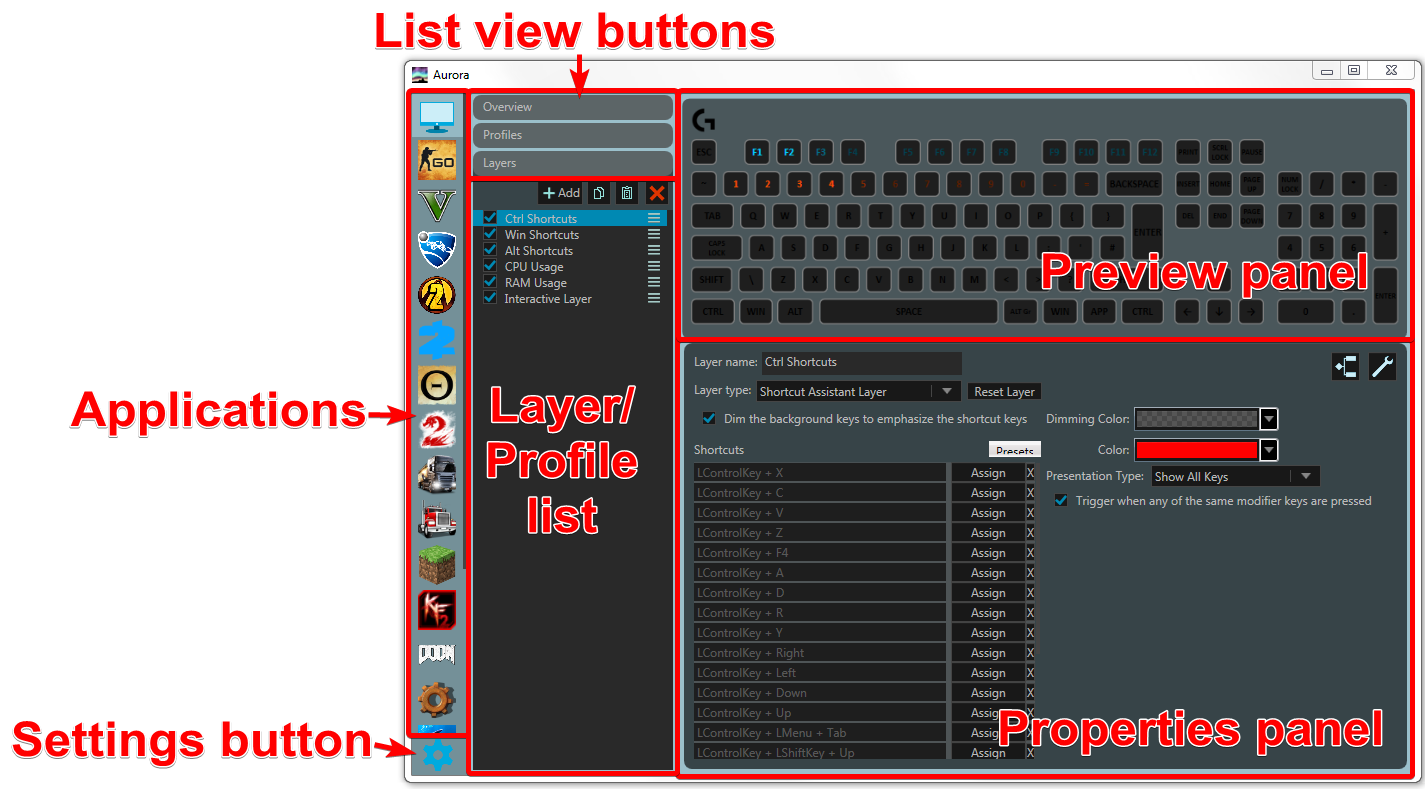 List view buttons
Aurora
Overview
Profiles
Layers
Add
Ctrl Shortcuts
Win Shortcuts
Alt Shortcuts
CPU Usage
RAM Usage
Interactive Layer
Layer/
Profile
list
Applications
Settings button
GO
V
2
KF2
DOOM
ESC F1 F2 F3 F4 F5 F6 F7 F8 F9 F10 F11 F12 PRINT SCRL LOCK PAUSE
~ 1 2 3 4 5 6 7 8 9 0 - = BACKSPACE INSERT HOME PAGE UP NUM LOCK / * -
TAB Q W E R T Y U I O P { } ENTER DEL END PAGE DOWN 7 8 9 +
CAPS LOCK A S D F G H J K L : ' # 4 5 6
SHIFT \ Z X C V B N M < > ENTER
CTRL WIN ALT SPACE ALT Gr WIN APP CTRL ← ↓ → 0 .
Preview panel
Layer name: Ctrl Shortcuts
Layer type: Shortcut Assistant Layer Reset Layer
Dim the background keys to emphasize the shortcut keys
Dimming Color:
Shortcuts Presets
Color:
Presentation Type: Show All Keys
Trigger when any of the same modifier keys are pressed
LControlKey + X Assign X
LControlKey + C Assign X
LControlKey + V Assign X
LControlKey + Z Assign X
LControlKey + F4 Assign X
LControlKey + A Assign X
LControlKey + D Assign X
LControlKey + R Assign X
LControlKey + Y Assign X
LControlKey + Right Assign X
LControlKey + Left Assign X
LControlKey + Down Assign X
LControlKey + Up Assign X
LControlKey + LMenu + Tab Assign X
LControlKey + LShiftKey + Up Assign X
Properties panel